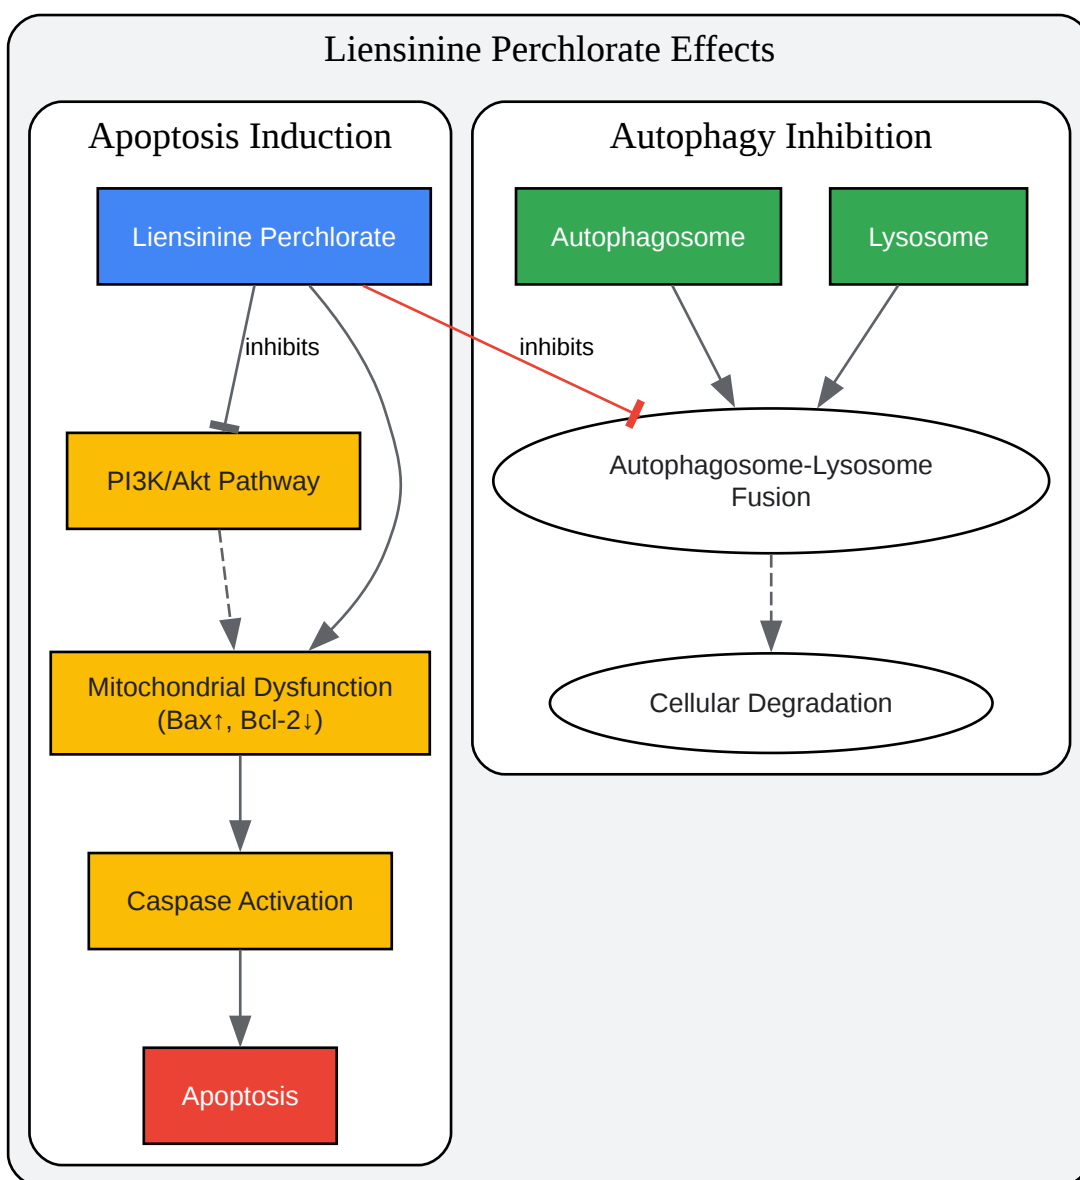 Liensinine Perchlorate Effects
Apoptosis Induction
Liensinine Perchlorate
inhibits
PI3K/Akt Pathway
Mitochondrial Dysfunction
(Bax↑, Bcl-2↓)
Caspase Activation
Apoptosis
Autophagy Inhibition
Autophagosome
Lysosome
inhibits
Autophagosome-Lysosome
Fusion
Cellular Degradation